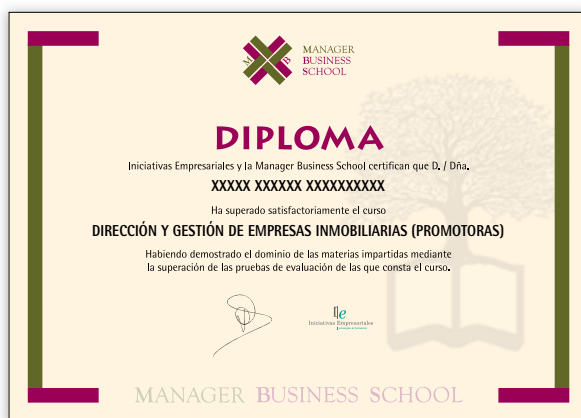 M B
MANAGER
BUSINESS
SCHOOL
DIPLOMA
Iniciativas Empresariales y la Manager Business School certifican que D. / Dña.
XXXXX XXXXXX XXXXXXXXXX
Ha superado satisfactoriamente el curso
DIRECCIÓN Y GESTIÓN DE EMPRESAS INMOBILIARIAS (PROMOTORAS)
Habiendo demostrado el dominio de las materias impartidas mediante
la superación de las pruebas de evaluación de las que consta el curso.
Iniciativas Empresariales
MANAGER BUSINESS SCHOOL